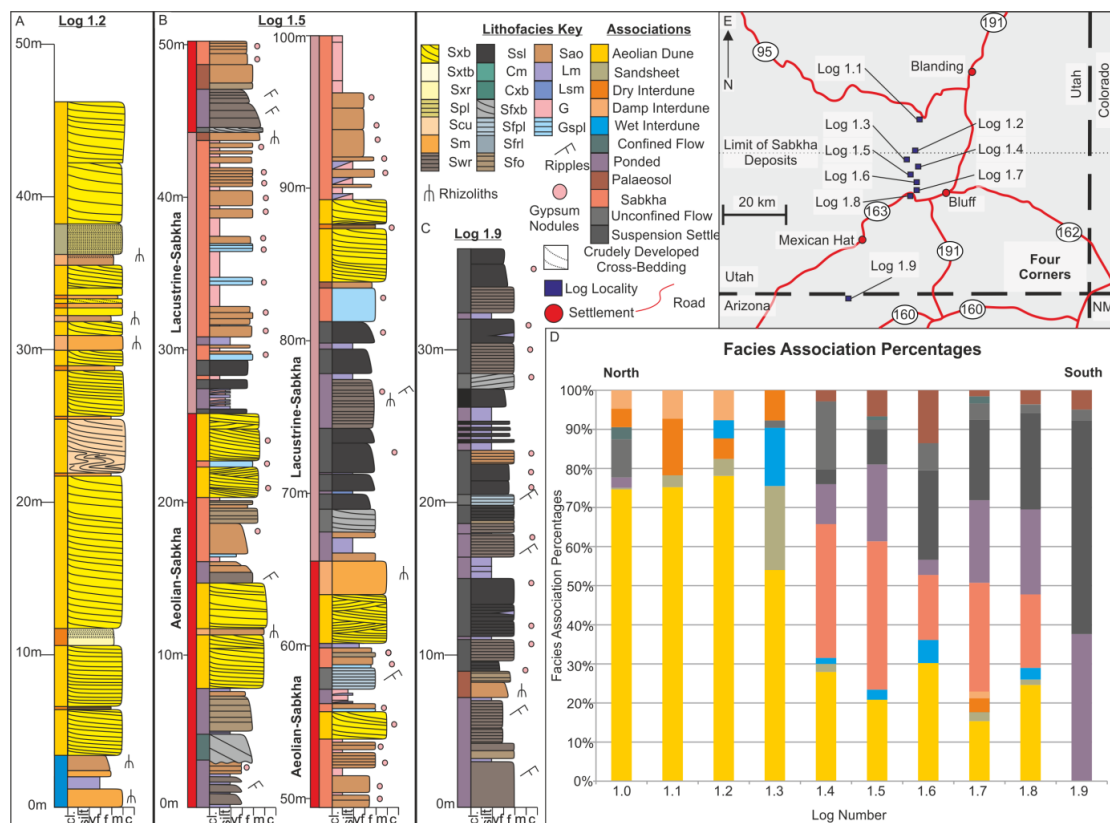 A
Log 1.2
50m
40m
30m
20m
10m
0m
vf f m c
B
Log 1.5
50m
40m
30m
20m
10m
0m
Lacustrine-Sabkha
Aeolian-Sabkha
vf f m c
100m
90m
80m
70m
60m
50m
Lacustrine-Sabkha
Aeolian-Sabkha
vf f m c
Lithofacies Key
Sxb
Sxtb
Sxr
Spl
Scu
Sm
Swr
Ssl
Cm
Cxb
Sfxb
Sfpl
Sfrl
Sfo
Sao
Lm
Lsm
G
Gspl
Ripples
Rhizoliths
Gypsum
Nodules
Crudely Developed
Cross-Bedding
Log Locality
Settlement
Road
Associations
Aeolian Dune
Sandsheet
Dry Interdune
Damp Interdune
Wet Interdune
Confined Flow
Ponded
Palaeosol
Sabkha
Unconfined Flow
Suspension Settle
C
Log 1.9
30m
20m
10m
0m
vf f m c
E
N
95
191
Blanding
Utah
Colorado
Log 1.1
Log 1.3
Log 1.2
Limit of Sabkha
Deposits
Log 1.5
Log 1.4
Log 1.6
Log 1.7
Log 1.8
Bluff
20 km
163
162
Mexican Hat
191
Log 1.9
Four
Corners
Utah
Arizona
160
160
NM
D
Facies Association Percentages
North
South
Facies Association Percentages
100%
90%
80%
70%
60%
50%
40%
30%
20%
10%
0%
1.0 1.1 1.2 1.3 1.4 1.5 1.6 1.7 1.8 1.9
Log Number